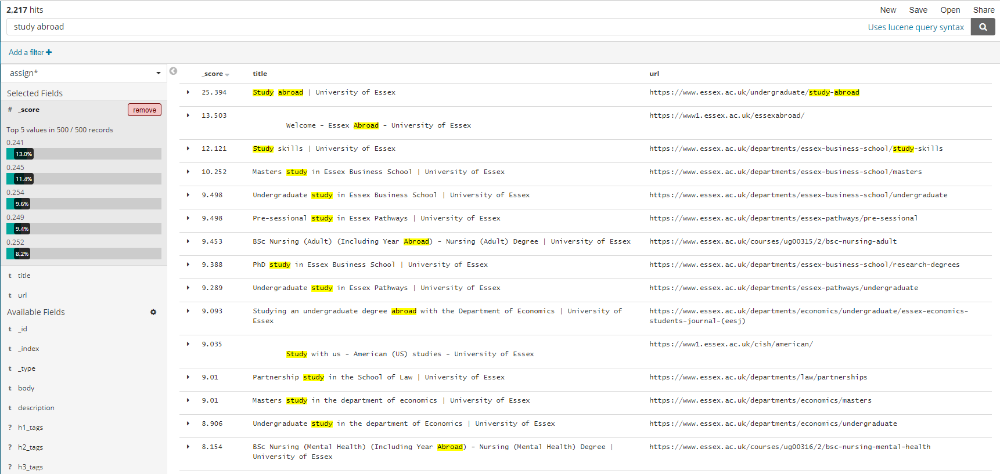 2,217 hits
New Save Open Share
study abroad
Uses lucene query syntax
Add a filter
assign*
Selected Fields
# _score remove
Top 5 values in 500 / 500 records
0.241
13.0%
0.245
11.4%
0.254
9.6%
0.249
9.4%
0.252
8.2%
t title
t url
Available Fields
t _id
t _index
t _type
t body
t description
? h1_tags
? h2_tags
? h3_tags
_score title url
25.394 Study abroad | University of Essex https://www.essex.ac.uk/undergraduate/study-abroad
13.503 https://www1.essex.ac.uk/essexabroad/
Welcome - Essex Abroad - University of Essex
12.121 Study skills | University of Essex https://www.essex.ac.uk/departments/essex-business-school/study-skills
10.252 Masters study in Essex Business School | University of Essex https://www.essex.ac.uk/departments/essex-business-school/masters
9.498 Undergraduate study in Essex Business School | University of Essex https://www.essex.ac.uk/departments/essex-business-school/undergraduate
9.498 Pre-sessional study in Essex Pathways | University of Essex https://www.essex.ac.uk/departments/essex-pathways/pre-sessional
9.453 BSc Nursing (Adult) (Including Year Abroad) - Nursing (Adult) Degree | University of Essex https://www.essex.ac.uk/courses/ug00315/2/bsc-nursing-adult
9.388 PhD study in Essex Business School | University of Essex https://www.essex.ac.uk/departments/essex-business-school/research-degrees
9.289 Undergraduate study in Essex Pathways | University of Essex https://www.essex.ac.uk/departments/essex-pathways/undergraduate
9.093 Studying an undergraduate degree abroad with the Department of Economics | University of https://www.essex.ac.uk/departments/economics/undergraduate/essex-economics-
Essex students-journal-(eesj)
9.035 https://www1.essex.ac.uk/cish/american/
Study with us - American (US) studies - University of Essex
9.01 Partnership study in the School of Law | University of Essex https://www.essex.ac.uk/departments/law/partnerships
9.01 Masters study in the department of economics | University of Essex https://www.essex.ac.uk/departments/economics/masters
8.906 Undergraduate study in the department of Economics | University of Essex https://www.essex.ac.uk/departments/economics/undergraduate
8.154 BSc Nursing (Mental Health) (Including Year Abroad) - Nursing (Mental Health) Degree | https://www.essex.ac.uk/courses/ug00316/2/bsc-nursing-mental-health
University of Essex